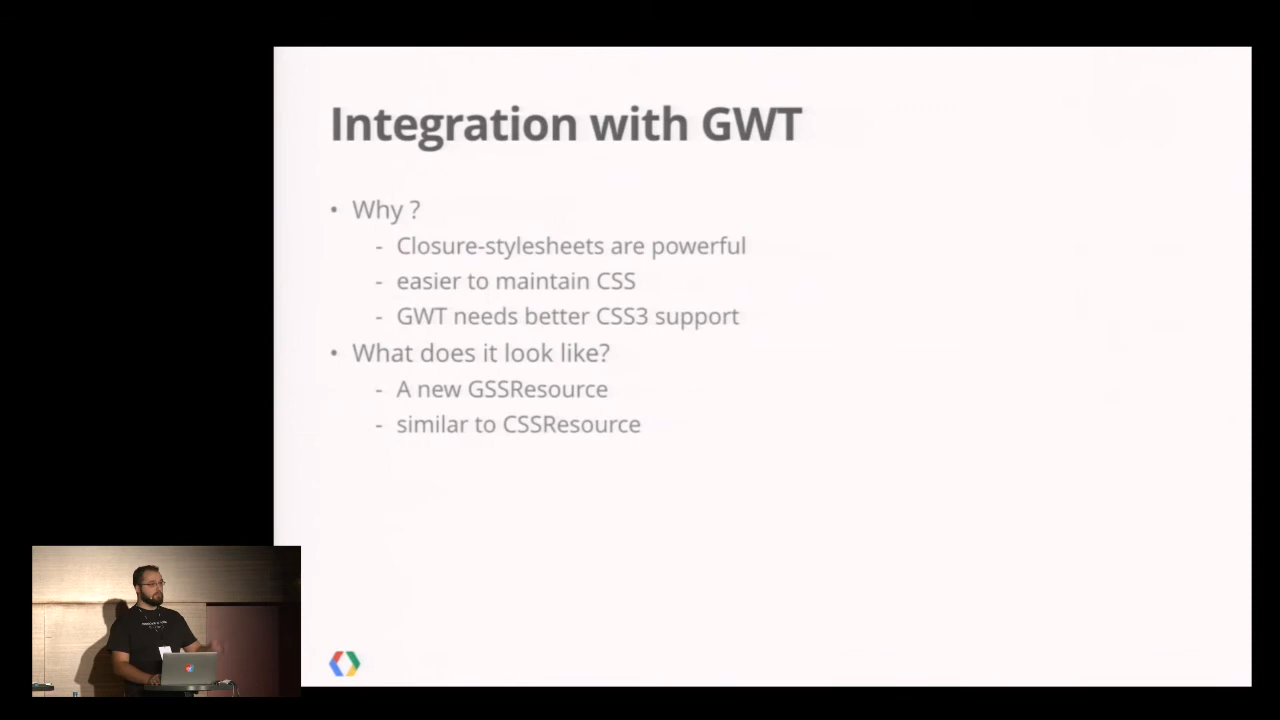 Integration with GWT
• Why ?
- Closure-stylesheets are powerful
- easier to maintain CSS
- GWT needs better CSS3 support
• What does it look like?
- A new GSSResource
- similar to CSSResource